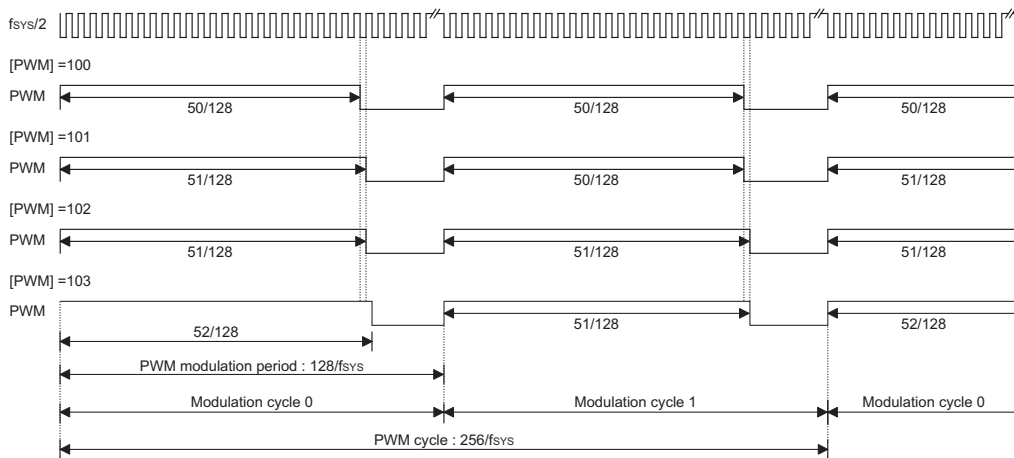 fSYS/2
[PWM] =100
PWM
50/128 50/128 50/128
[PWM] =101
PWM
51/128 50/128 51/128
[PWM] =102
PWM
51/128 51/128 51/128
[PWM] =103
PWM
52/128 51/128 52/128
PWM modulation period : 128/fSYS
Modulation cycle 0 Modulation cycle 1 Modulation cycle 0
PWM cycle : 256/fSYS